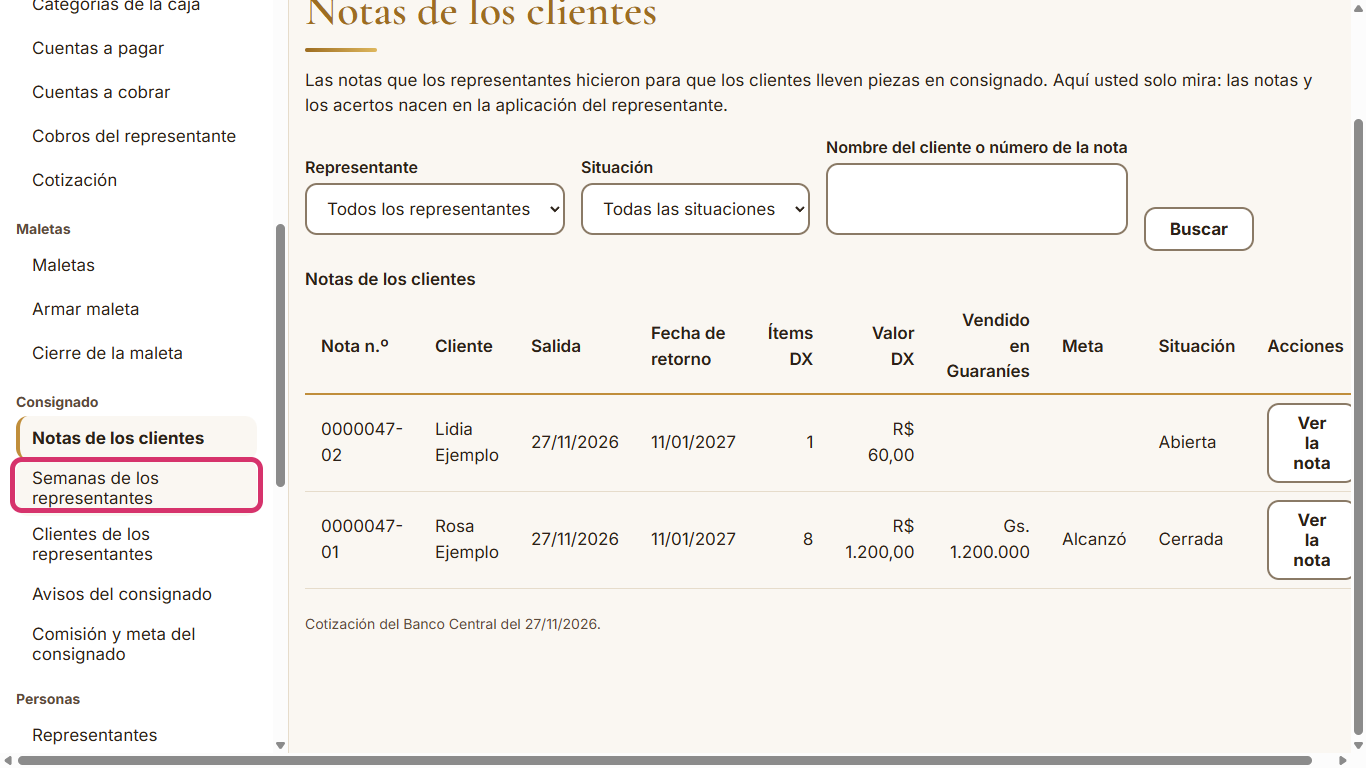 Categorías de la caja
Cuentas a pagar
Cuentas a cobrar
Cobros del representante
Cotización
Maletas
Maletas
Armar maleta
Cierre de la maleta
Consignado
Notas de los clientes
Semanas de los
representantes
Clientes de los
representantes
Avisos del consignado
Comisión y meta del
consignado
Personas
Representantes
Notas de los clientes
Las notas que los representantes hicieron para que los clientes lleven piezas en consignado. Aquí usted solo mira: las notas y
los acertos nacen en la aplicación del representante.
Representante
Todos los representantes
Situación
Todas las situaciones
Nombre del cliente o número de la nota
Buscar
Notas de los clientes
Nota n.º Cliente Salida Fecha de retorno Ítems DX Valor DX Vendido en Guaraníes Meta Situación Acciones
0000047-02 Lidia Ejemplo 27/11/2026 11/01/2027 1 R$ 60,00 Abierta Ver la nota
0000047-01 Rosa Ejemplo 27/11/2026 11/01/2027 8 R$ 1.200,00 Gs. 1.200.000 Alcanzó Cerrada Ver la nota
Cotización del Banco Central del 27/11/2026.